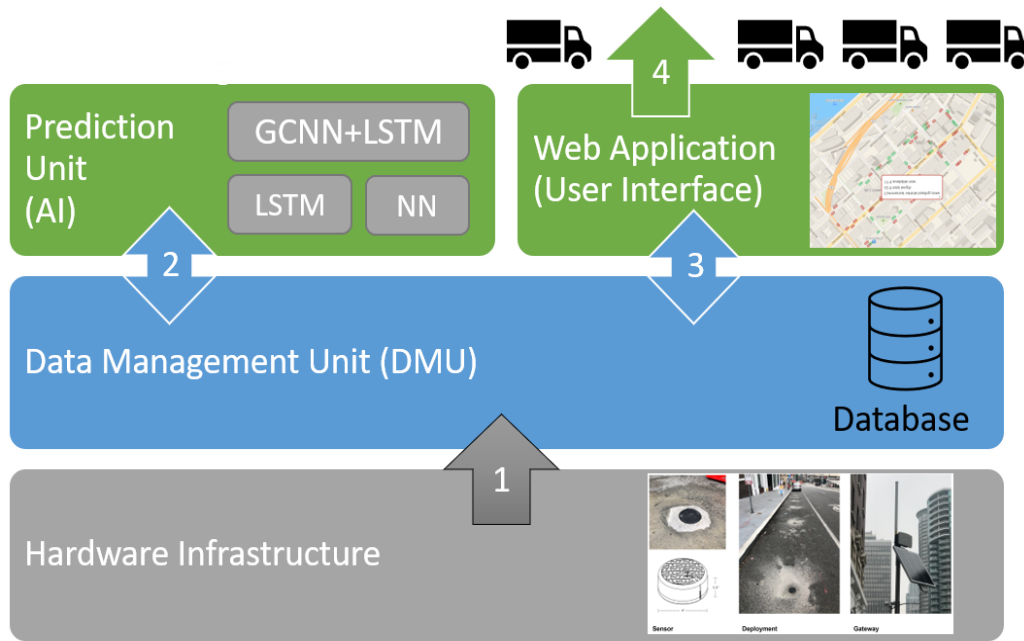 4
Prediction
Unit
(AI)
GCNN+LSTM
LSTM
NN
Web Application
(User Interface)
2
3
Data Management Unit (DMU)
Database
1
Hardware Infrastructure
Sensor
Deployment
Gateway